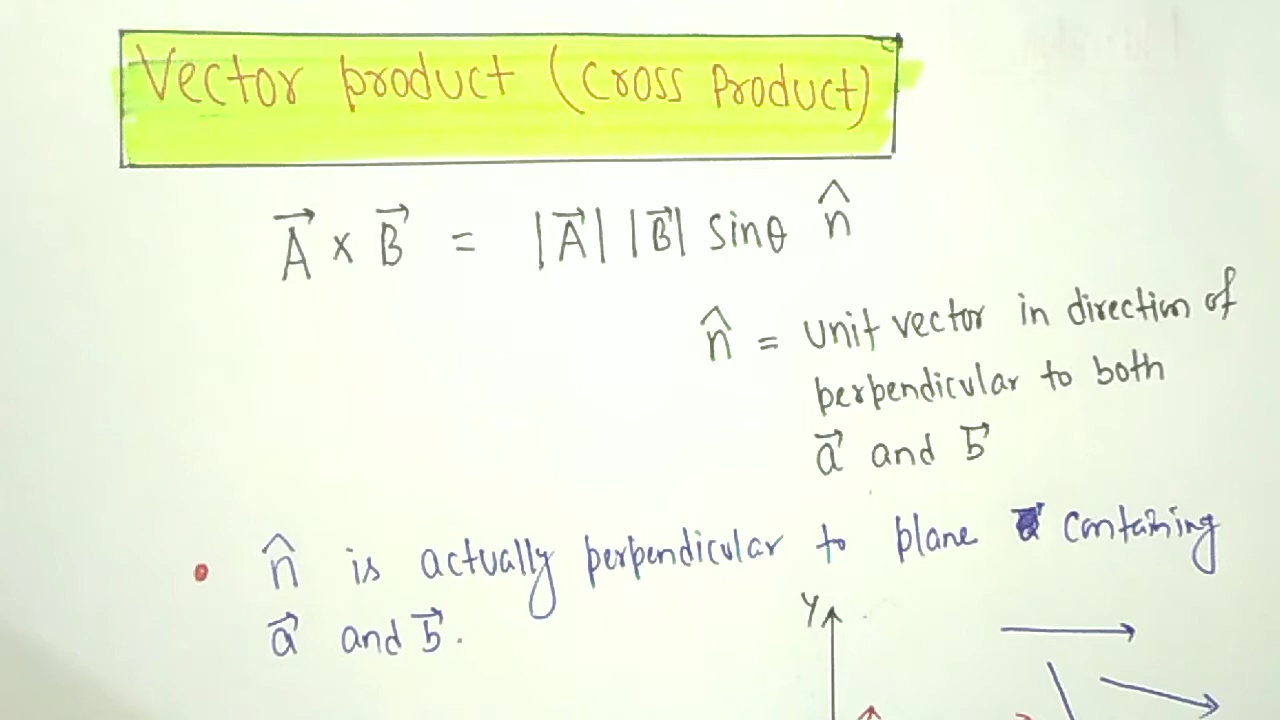 Vector product (Cross Product)
A⃗ × B⃗ = |A⃗| |B⃗| sinθ n̂
n̂ = unit vector in direction of
perpendicular to both
a⃗ and b⃗
• n̂ is actually perpendicular to plane containing
a⃗ and b⃗.
Y